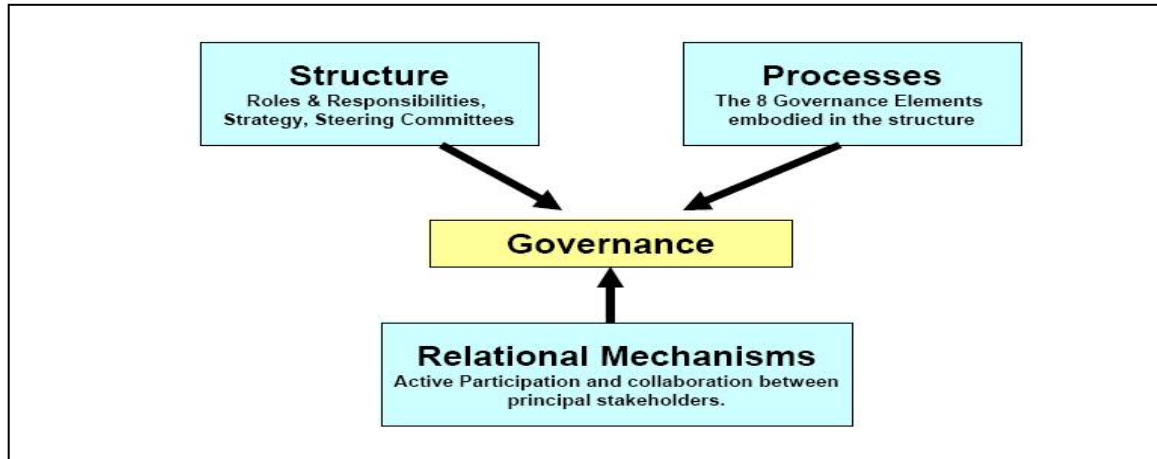 Structure
Roles & Responsibilities,
Strategy, Steering Committees
Processes
The 8 Governance Elements
embodied in the structure
Governance
Relational Mechanisms
Active Participation and collaboration between
principal stakeholders.